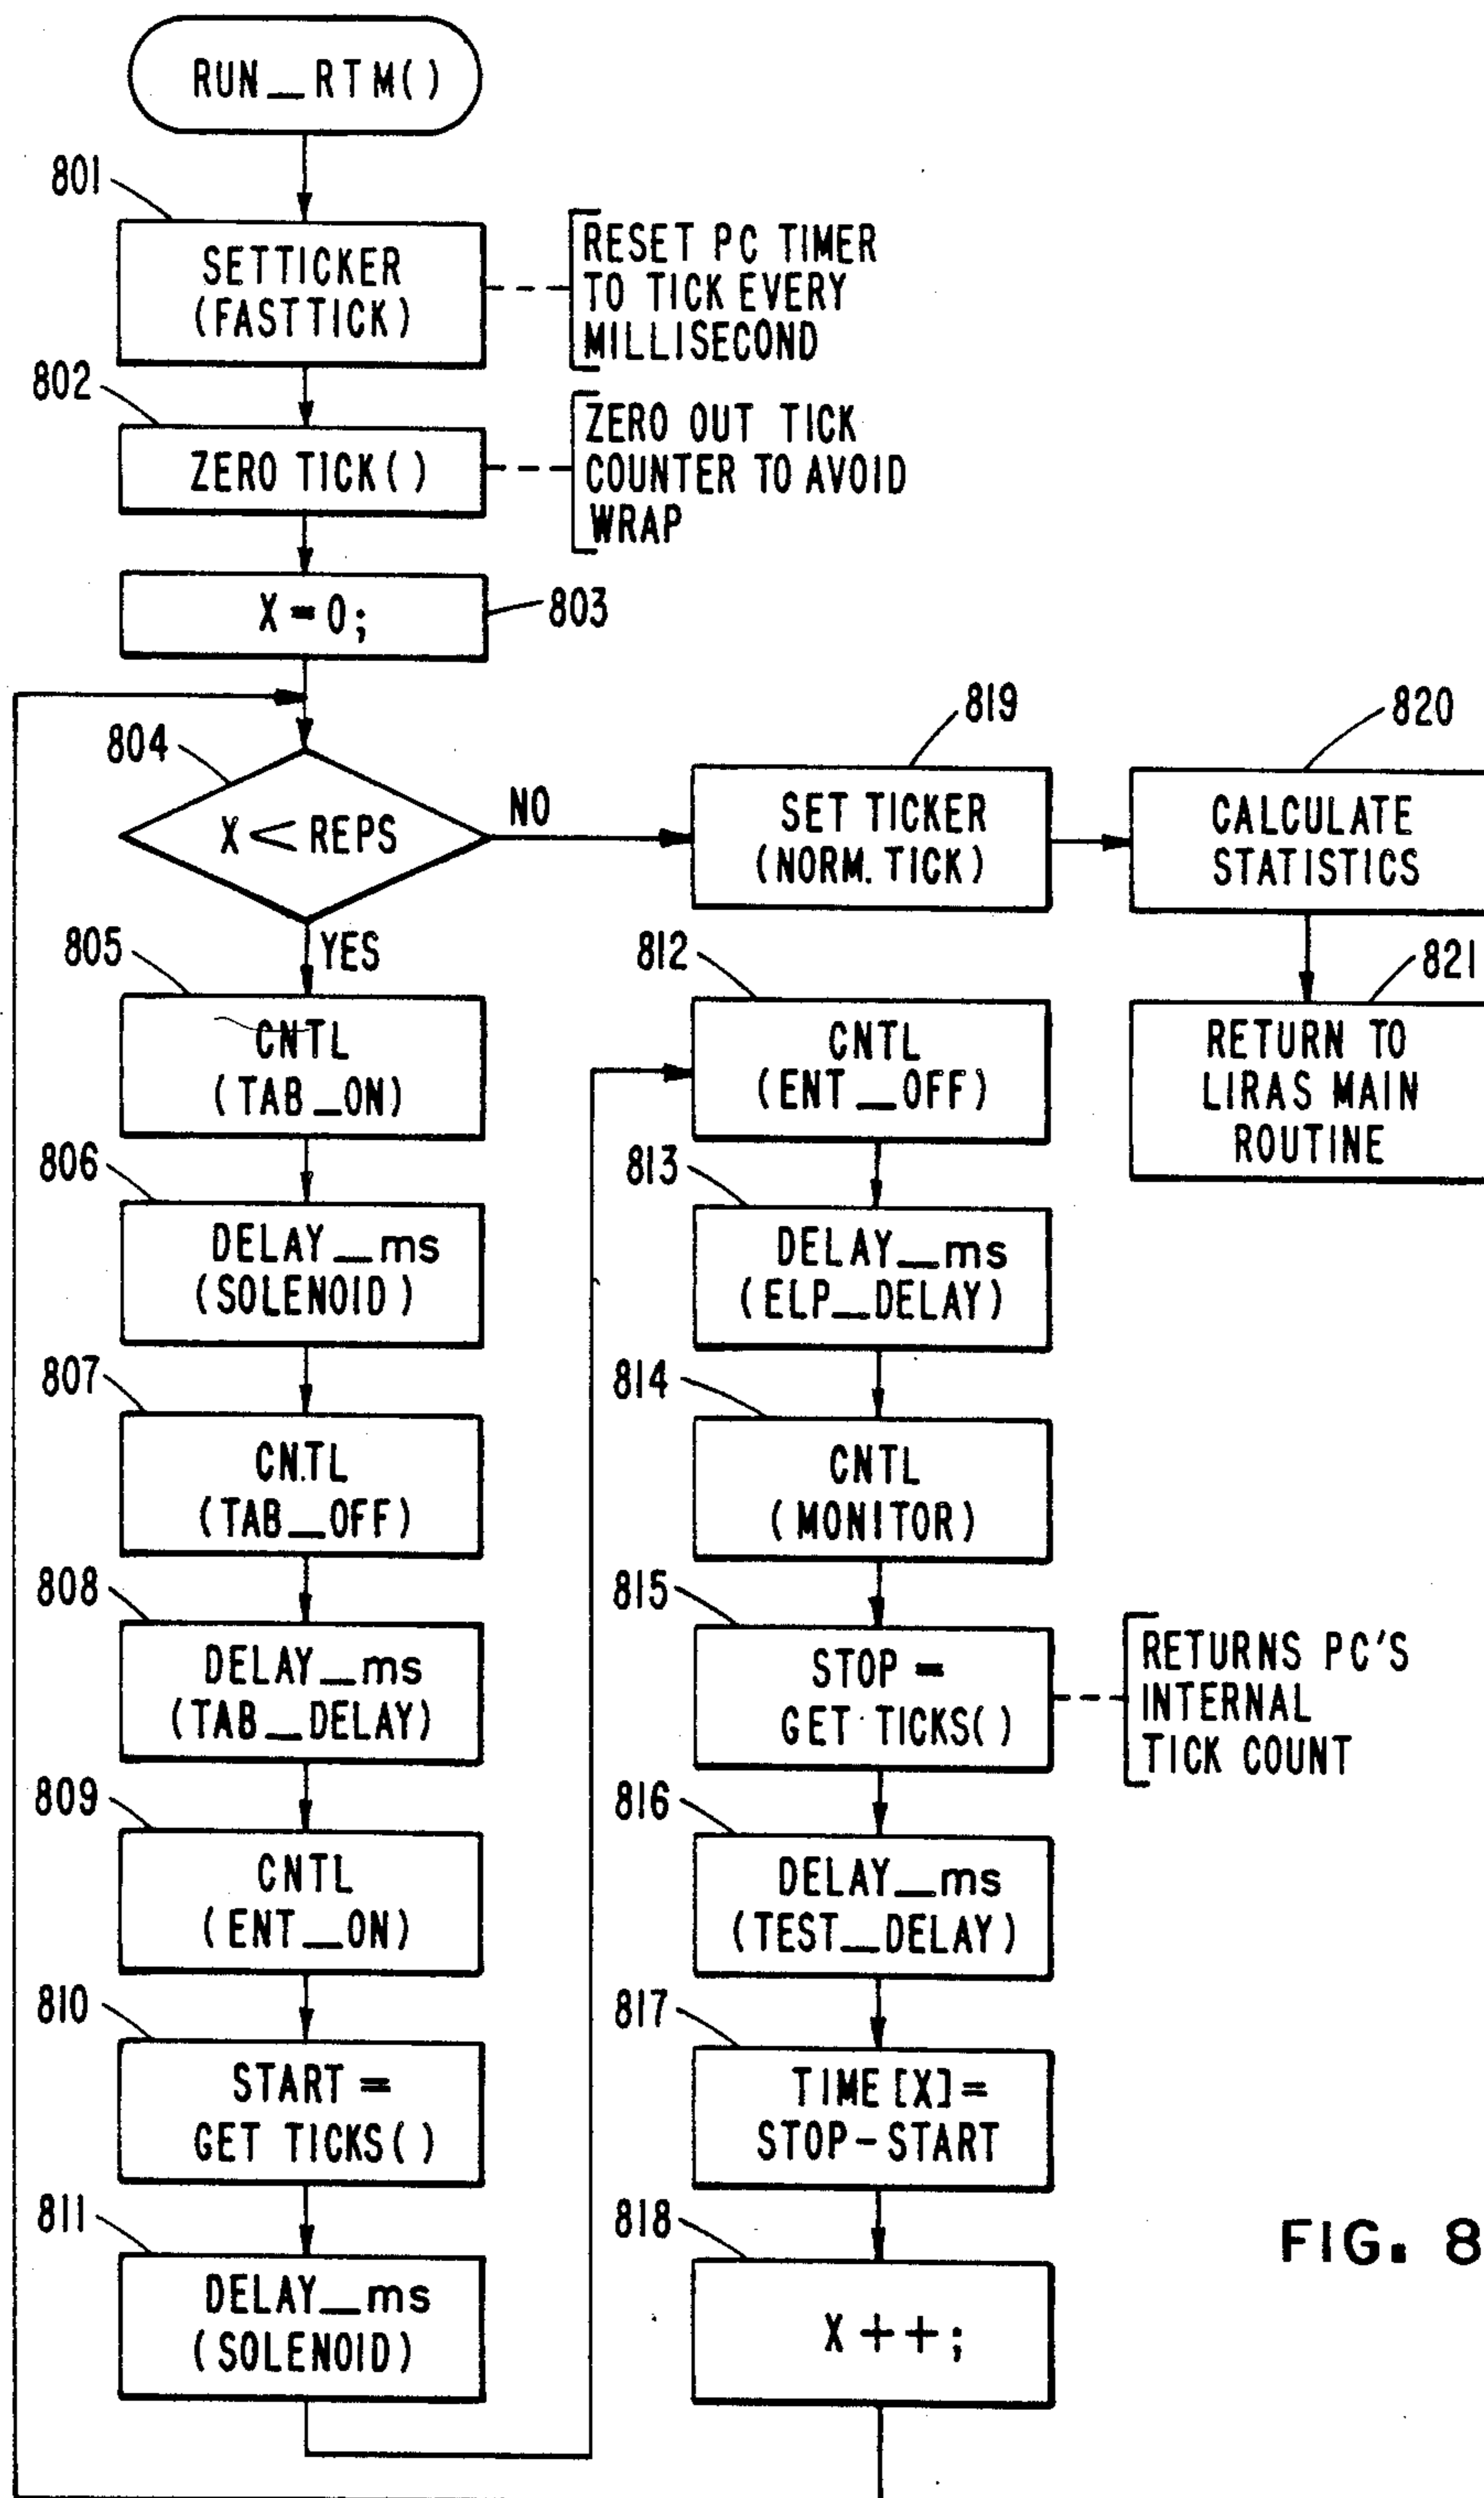 RUN_RTM()
801
SETTICKER
(FASTTICK)
RESET PC TIMER
TO TICK EVERY
MILLISECOND
802
ZERO TICK()
ZERO OUT TICK
COUNTER TO AVOID
WRAP
X=0;
803
804
X<REPS
NO
YES
819
SET TICKER
(NORM. TICK)
820
CALCULATE
STATISTICS
821
RETURN TO
LIRAS MAIN
ROUTINE
805
CNTL
(TAB_ON)
806
DELAY_ms
(SOLENOID)
807
CN.TL
(TAB_OFF)
808
DELAY_ms
(TAB_DELAY)
809
CNTL
(ENT_ON)
810
START =
GET TICKS()
811
DELAY_ms
(SOLENOID)
812
CNTL
(ENT_OFF)
813
DELAY_ms
(ELP_DELAY)
814
CNTL
(MONITOR)
815
STOP =
GET TICKS()
RETURNS PC'S
INTERNAL
TICK COUNT
816
DELAY_ms
(TEST_DELAY)
817
TIME [X]=
STOP-START
818
X++;
FIG. 8